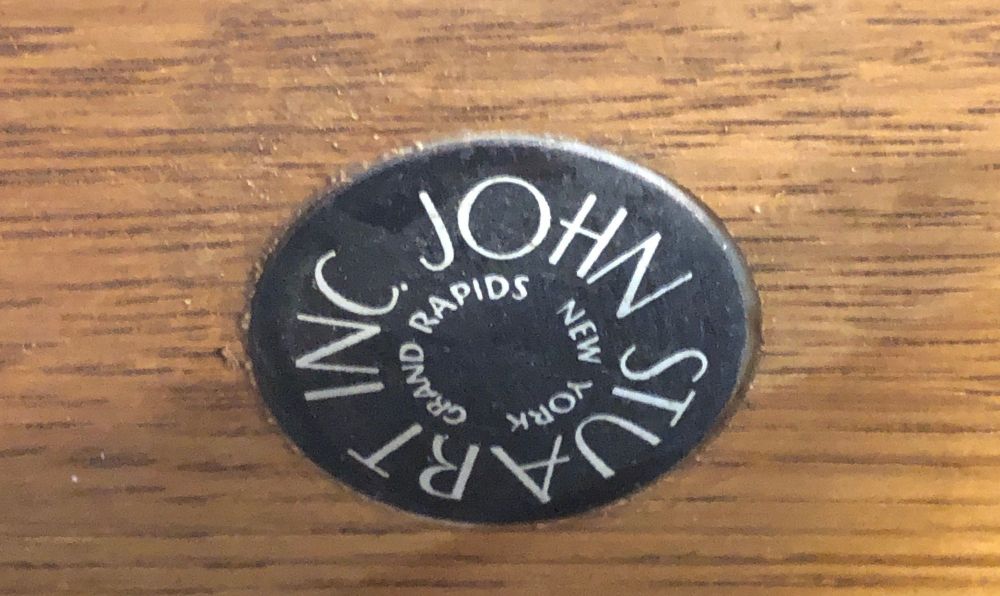 JOHN STUART INC.
NEW YORK
GRAND RAPIDS